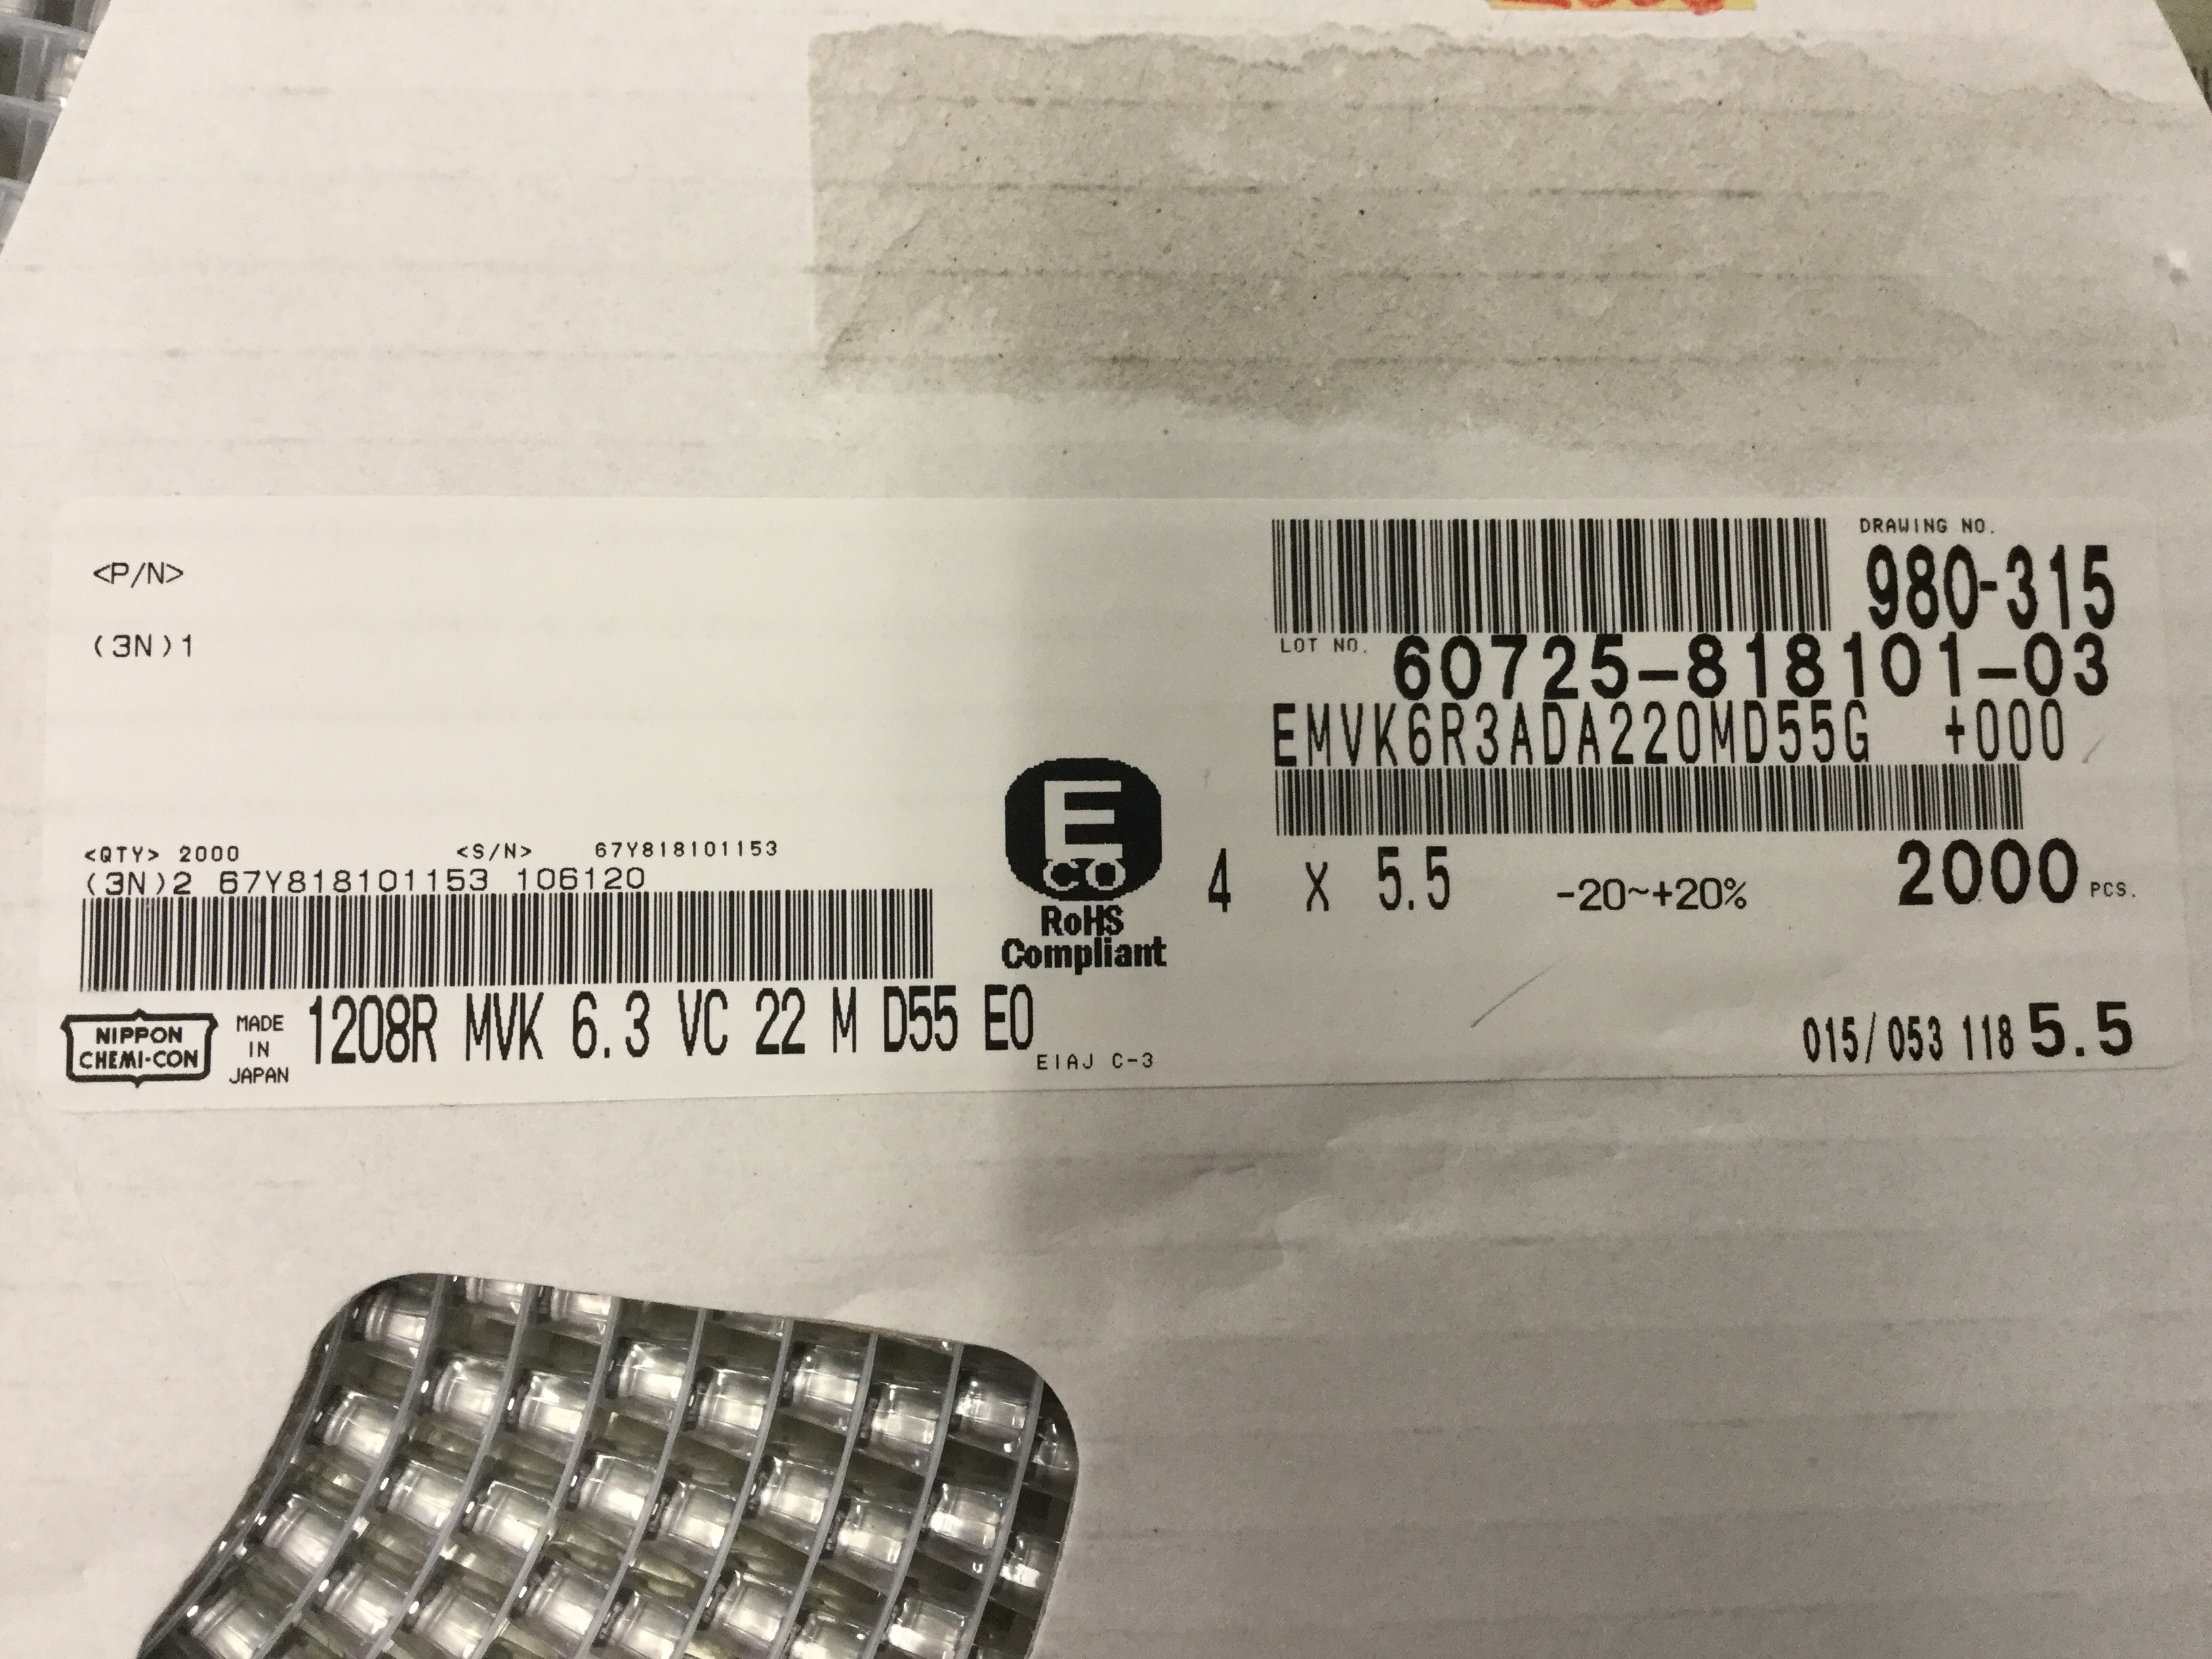 <P/N>
(3N)1
DRAWING NO.
980-315
LOT NO. 60725-818101-03
EMVK6R3ADA220MD55G +000
<QTY> 2000 <S/N> 67Y818101153
(3N)2 67Y818101153 106120
E
CO
RoHS
Compliant
4 X 5.5 -20~+20% 2000 PCS.
NIPPON
CHEMI-CON
MADE
IN
JAPAN
1208R MVK 6.3 VC 22 M D55 E0
EIAJ C-3
015/053 118 5.5